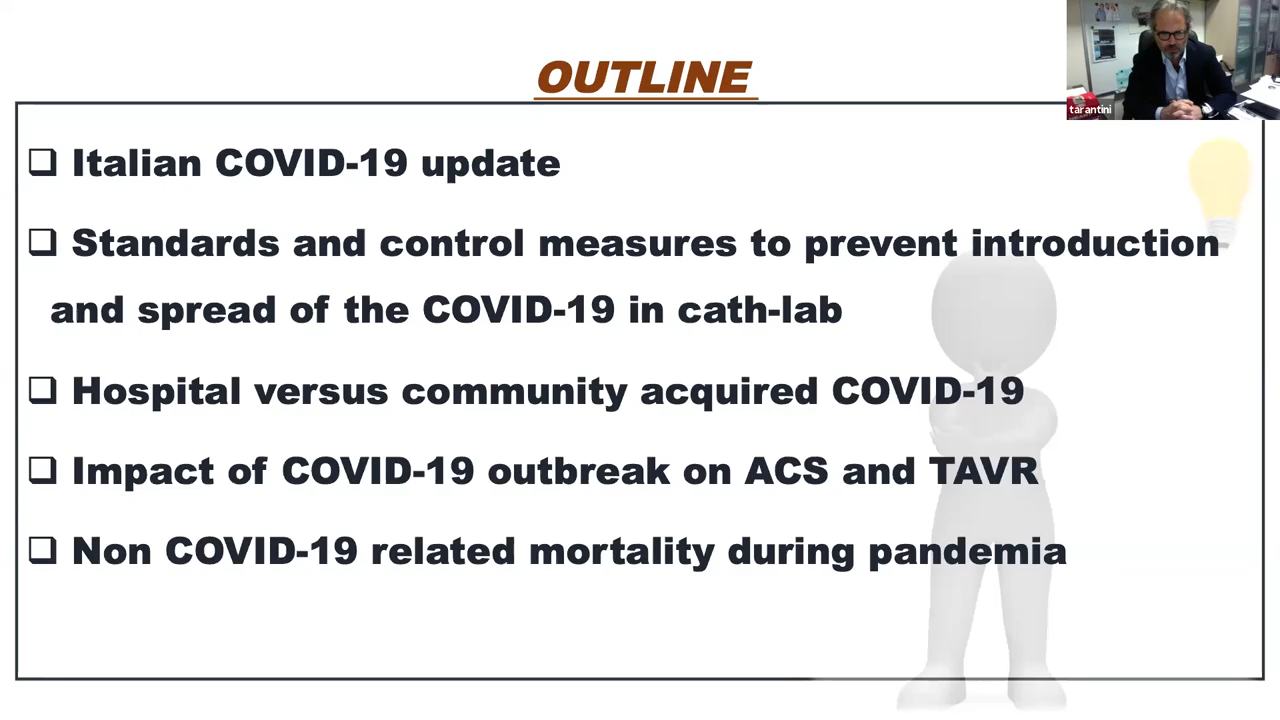 OUTLINE
tarantini
❑ Italian COVID-19 update
❑ Standards and control measures to prevent introduction
and spread of the COVID-19 in cath-lab
❑ Hospital versus community acquired COVID-19
❑ Impact of COVID-19 outbreak on ACS and TAVR
❑ Non COVID-19 related mortality during pandemia